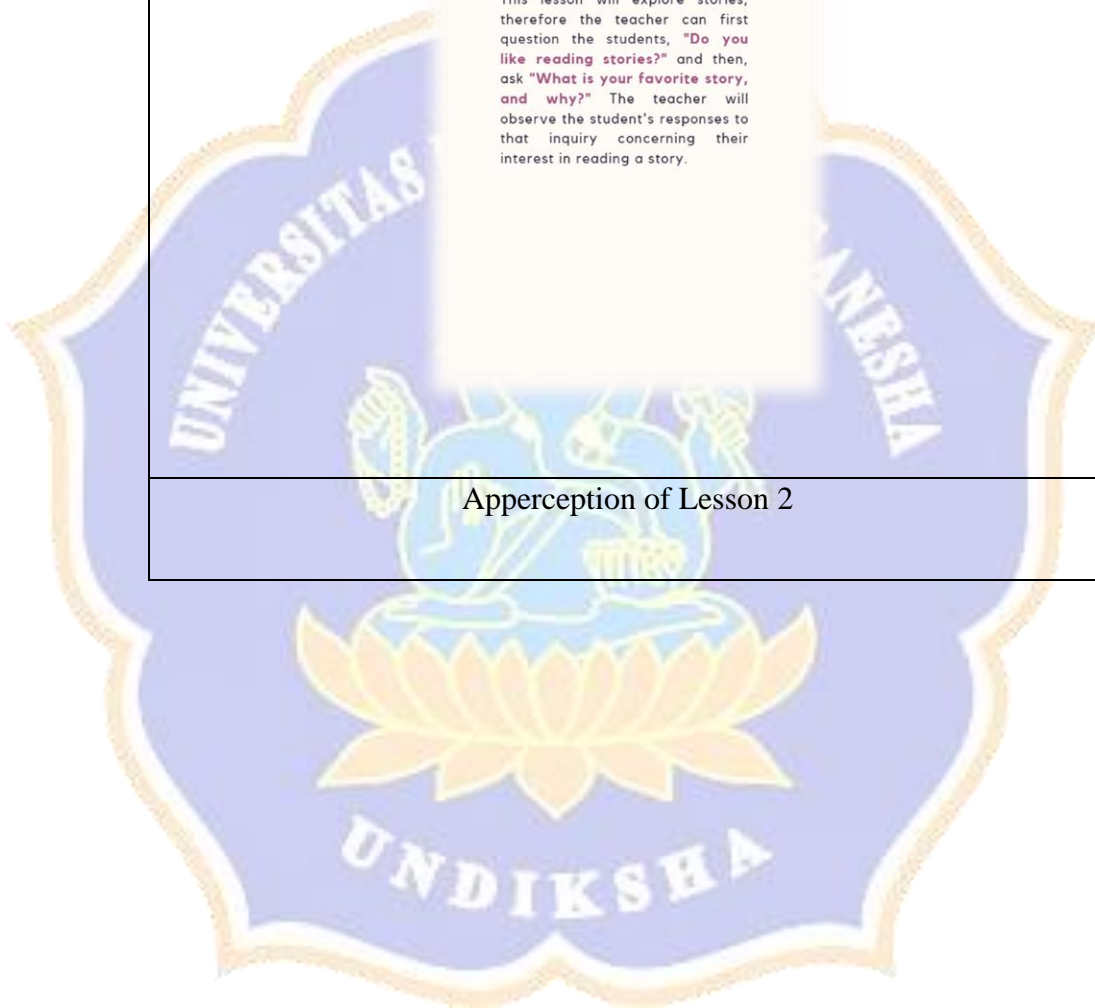 This lesson will explore stories,
therefore the teacher can first
question the students, "Do you
like reading stories?" and then,
ask "What is your favorite story,
and why?" The teacher will
observe the student's responses to
that inquiry concerning their
interest in reading a story.
UNIVERSITAS
ANESHA
Apperception of Lesson 2
UNDIKSHA